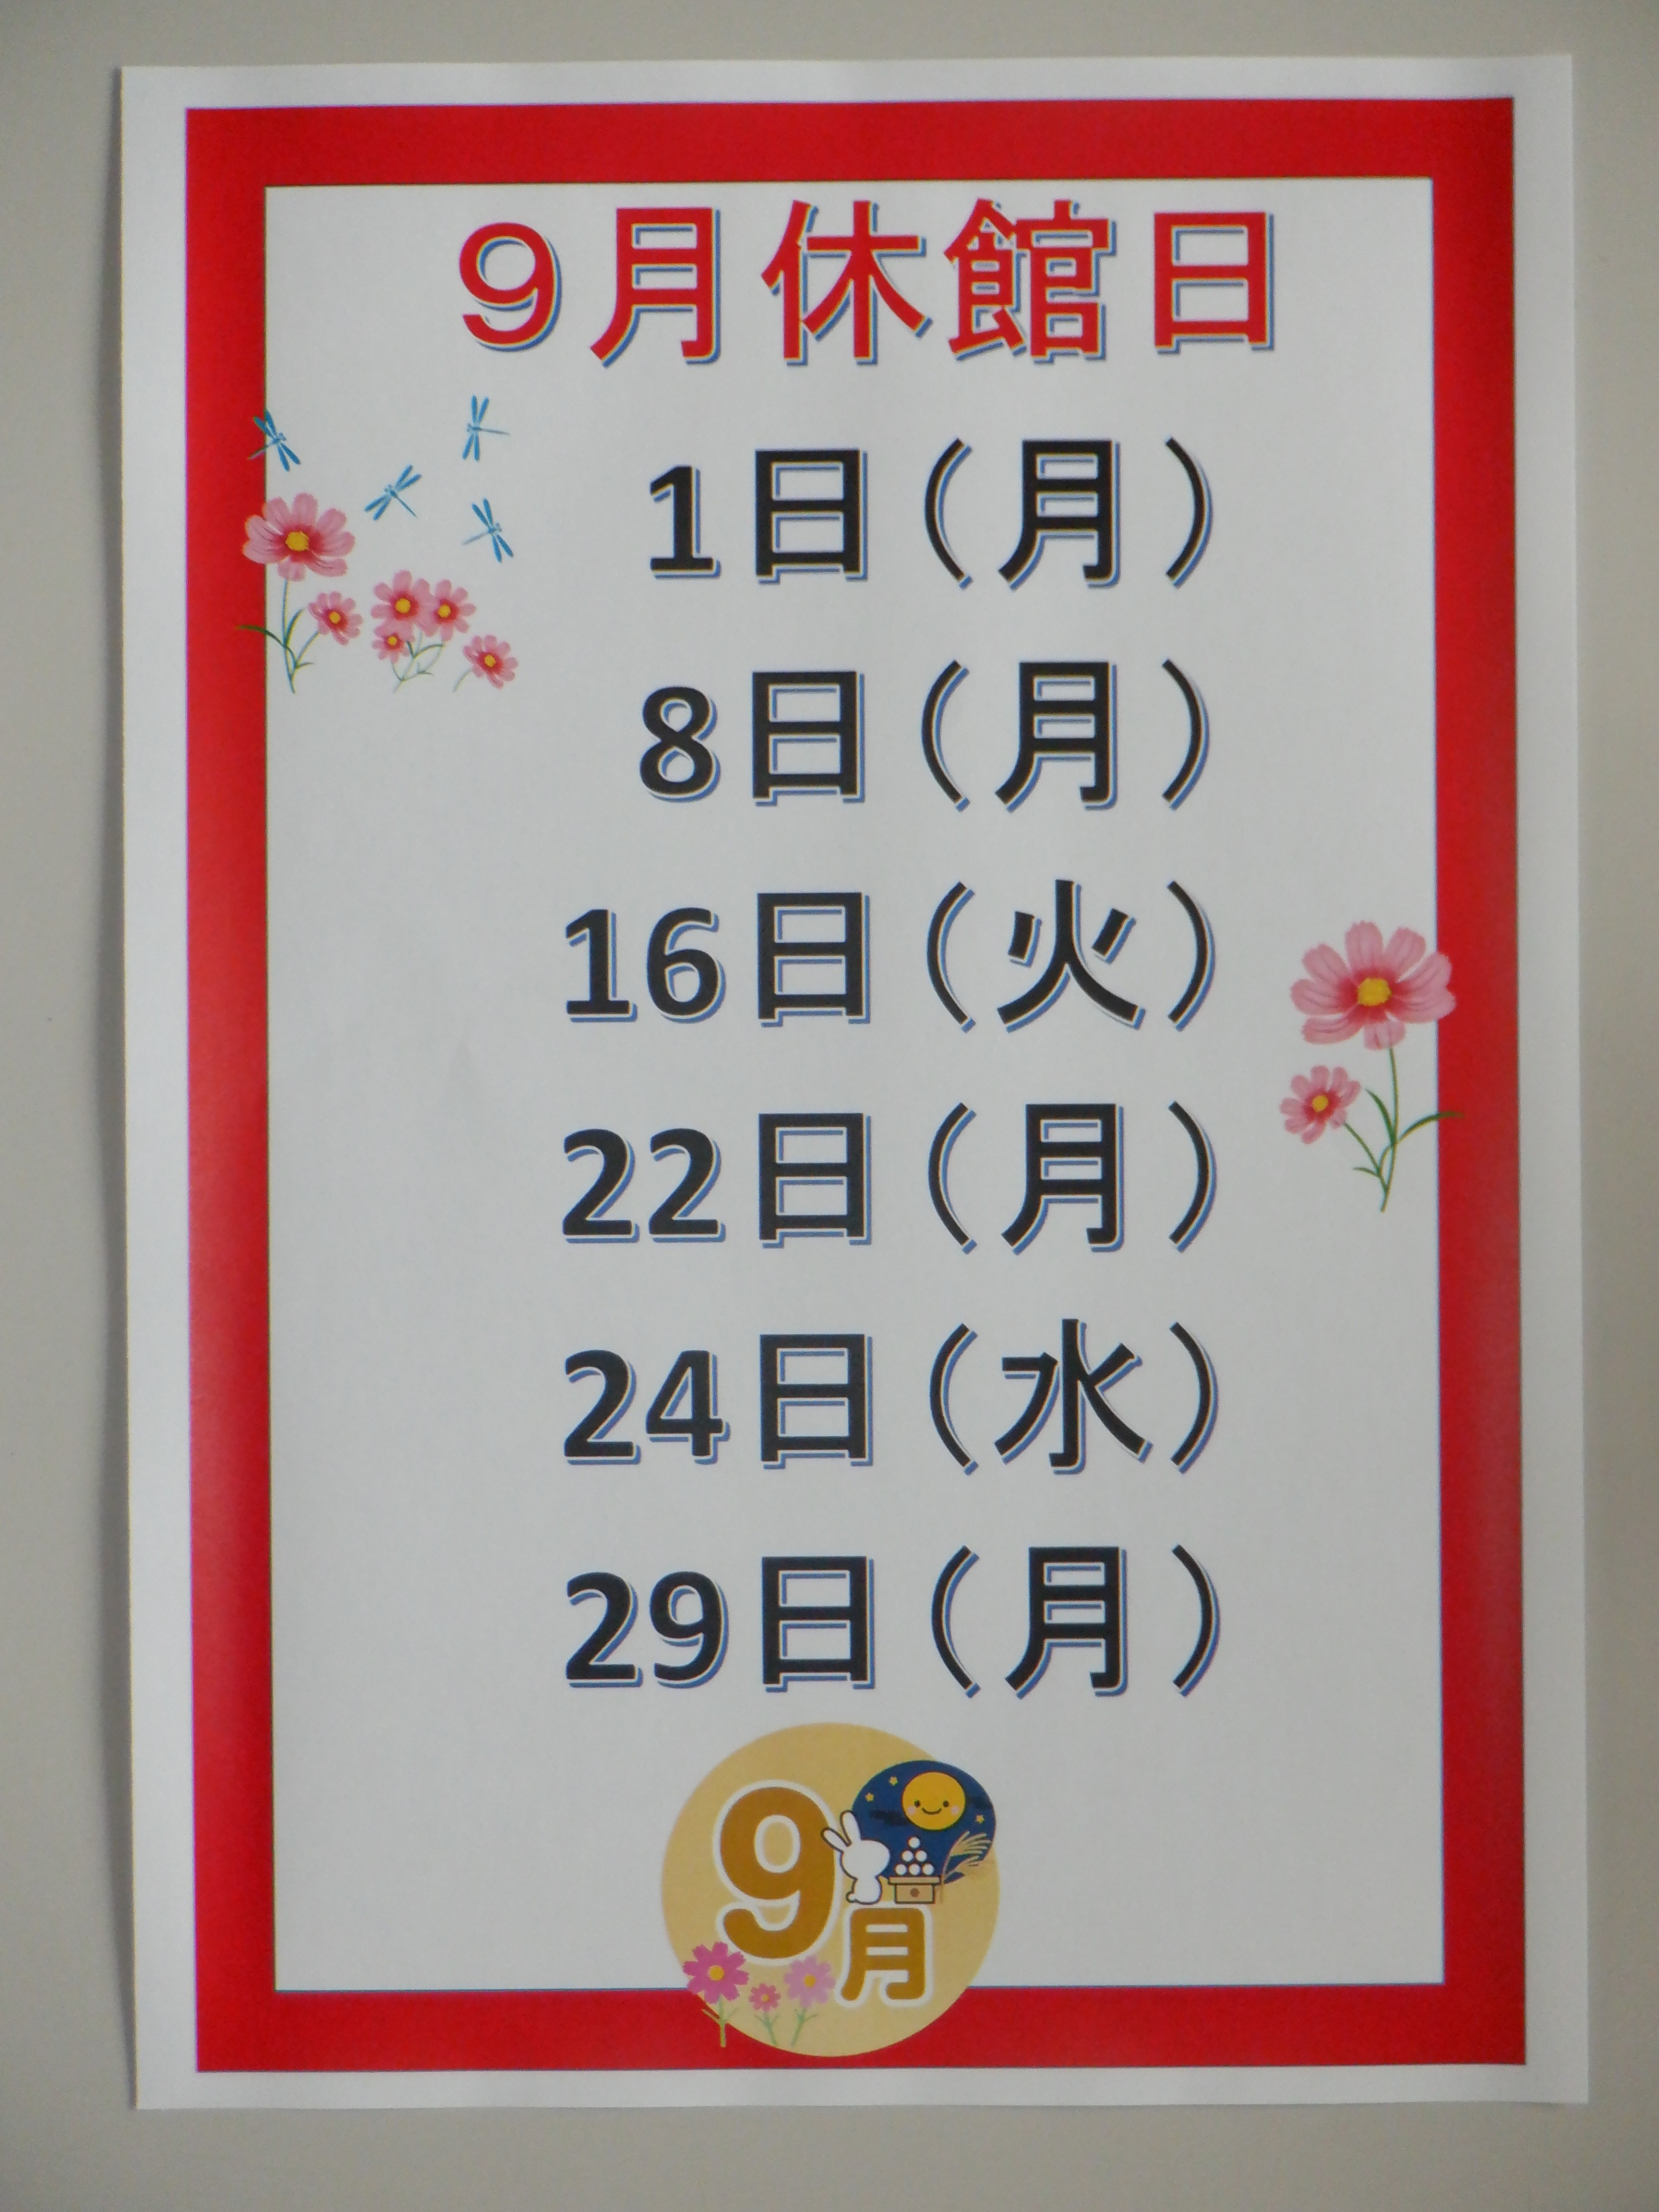 9月休館日
1日（月）
8日（月）
16日（火）
22日（月）
24日（水）
29日（月）
9月